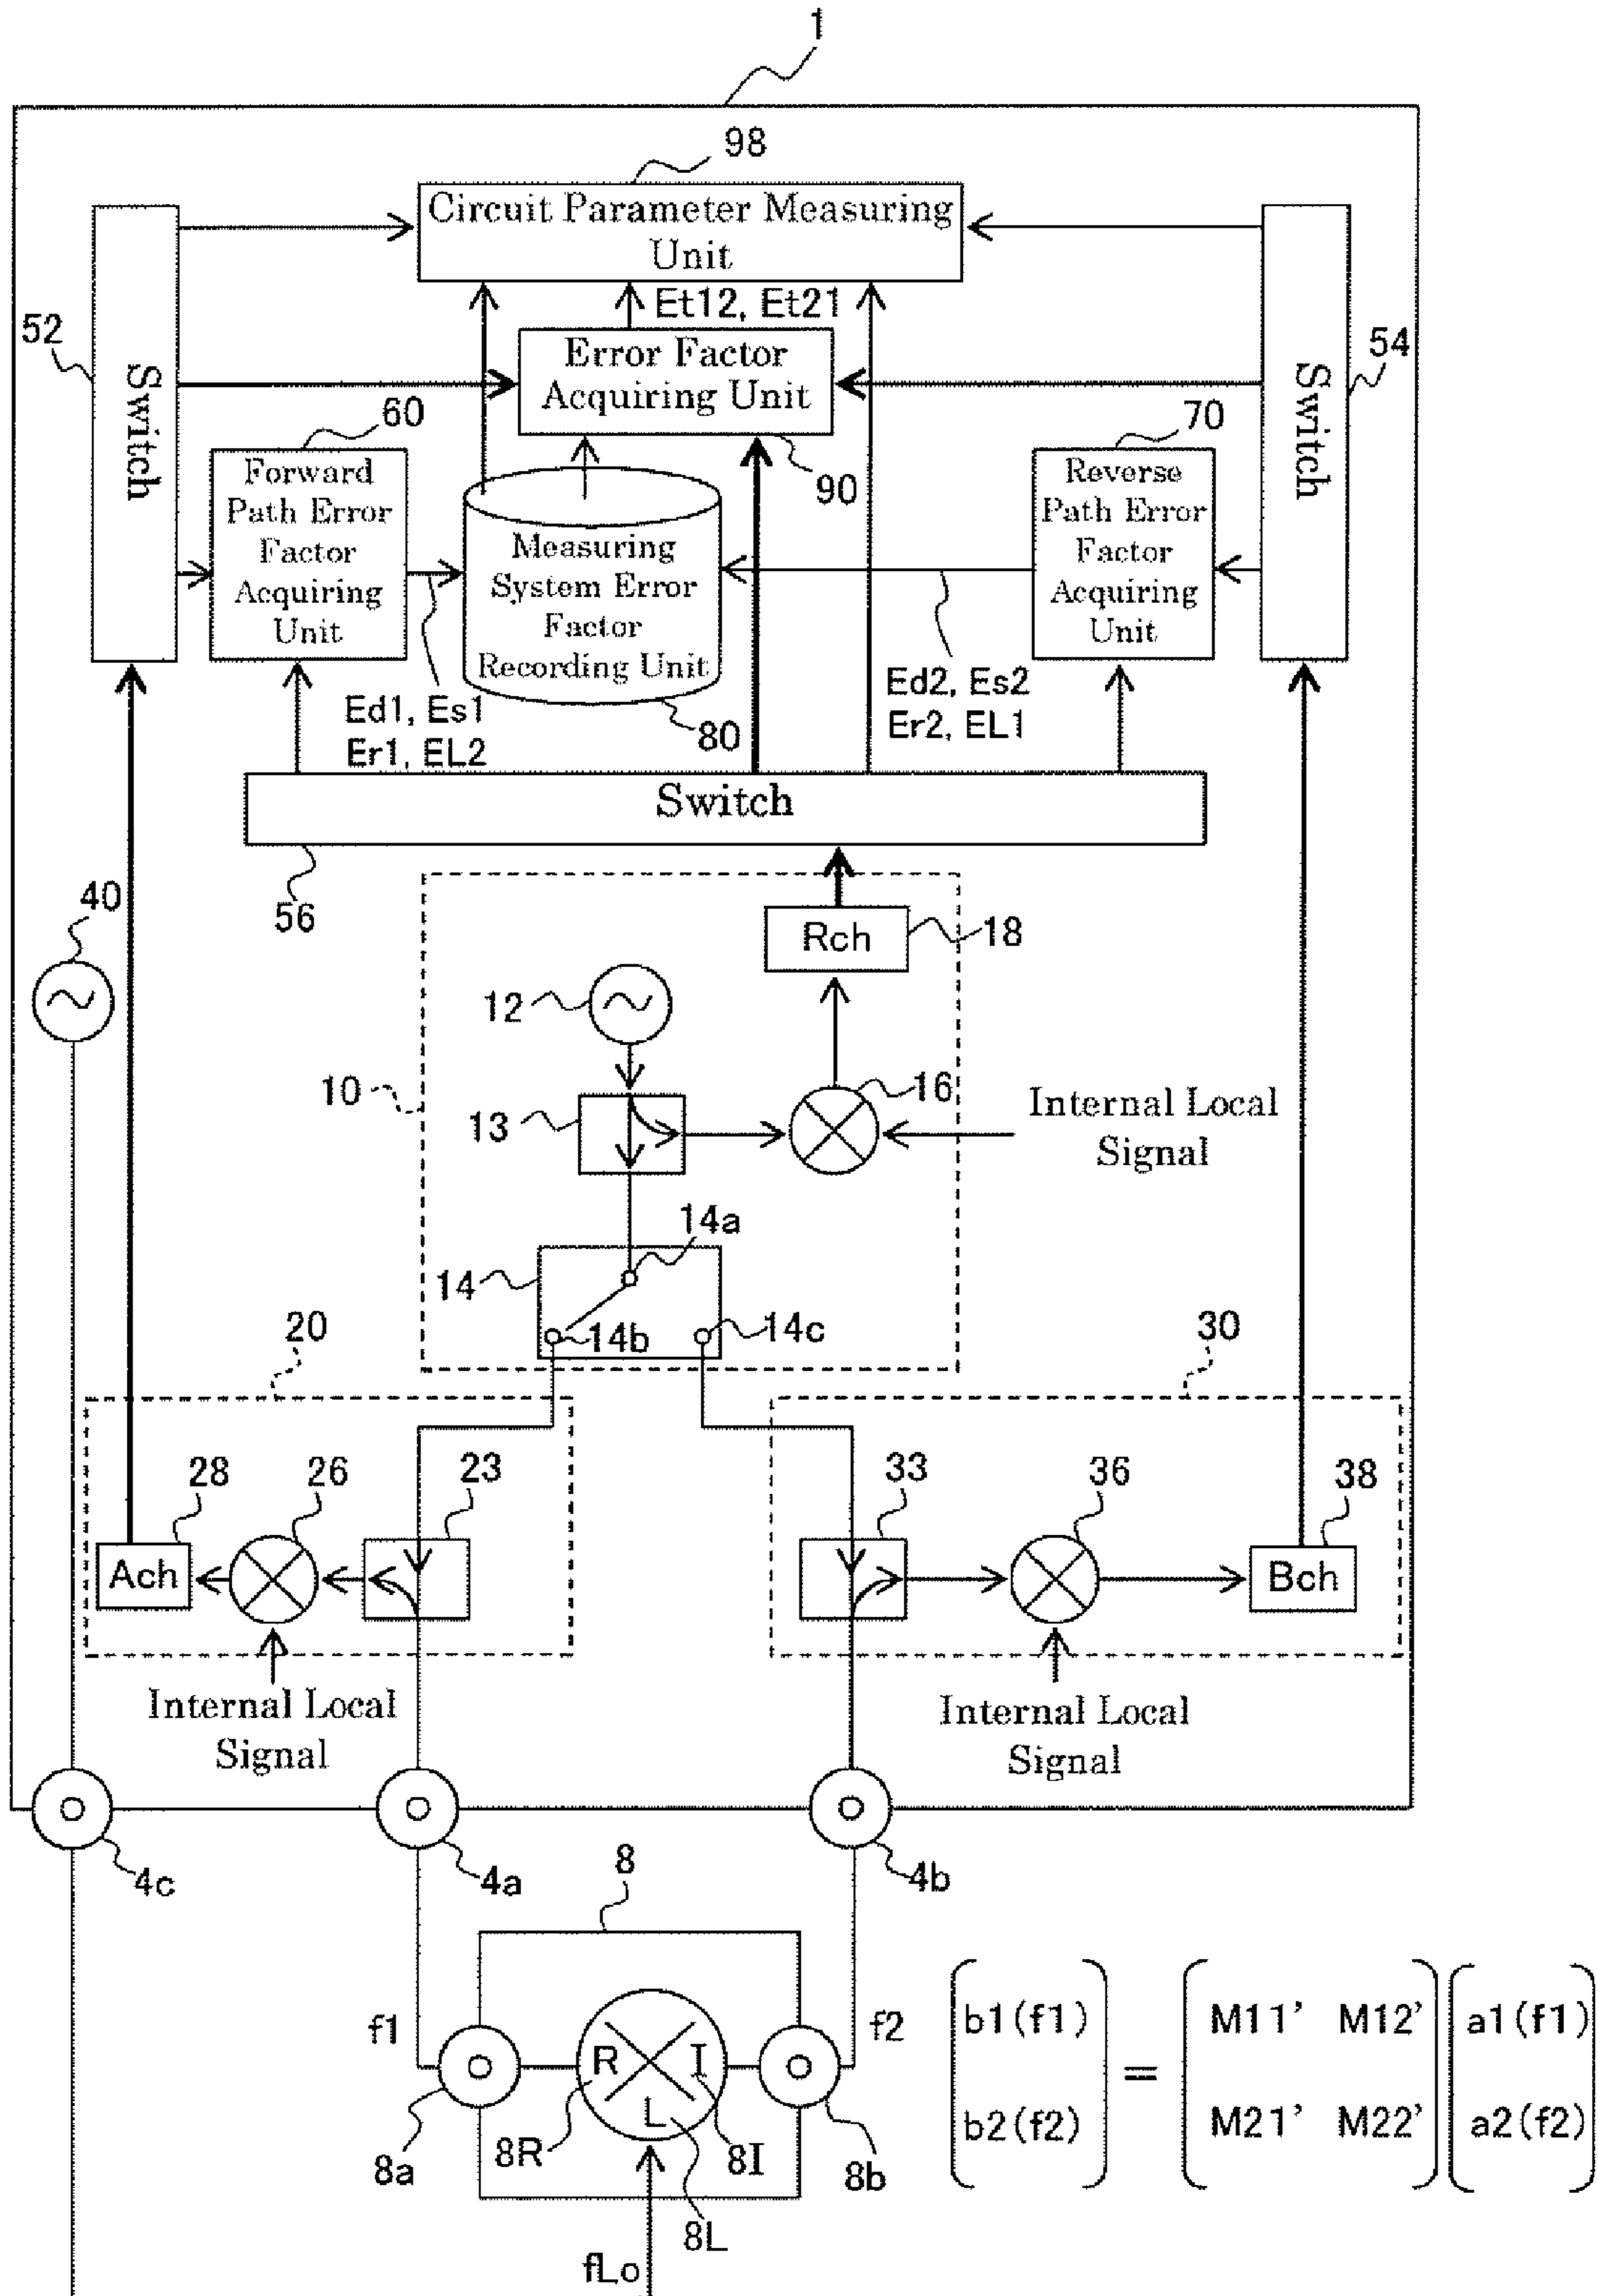 1
98
Circuit Parameter Measuring
Unit
Et12, Et21
52
Switch
Error Factor
Acquiring Unit
54
Switch
60
70
90
Forward
Path Error
Factor
Acquiring
Unit
Measuring
System Error
Factor
Recording Unit
Reverse
Path Error
Factor
Acquiring
Unit
Ed1, Es1
Er1, EL2
80
Ed2, Es2
Er2, EL1
Switch
56
40
Rch
18
12
10
13
16
Internal Local
Signal
14a
14
14b
14c
20
30
28
26
23
33
36
38
Ach
Bch
Internal Local
Signal
Internal Local
Signal
4c
4a
4b
8
f1
f2
R
I
L
8a
8R
8I
8b
8L
fLo
b1(f1)
b2(f2)
=
M11' M12'
M21' M22'
a1(f1)
a2(f2)